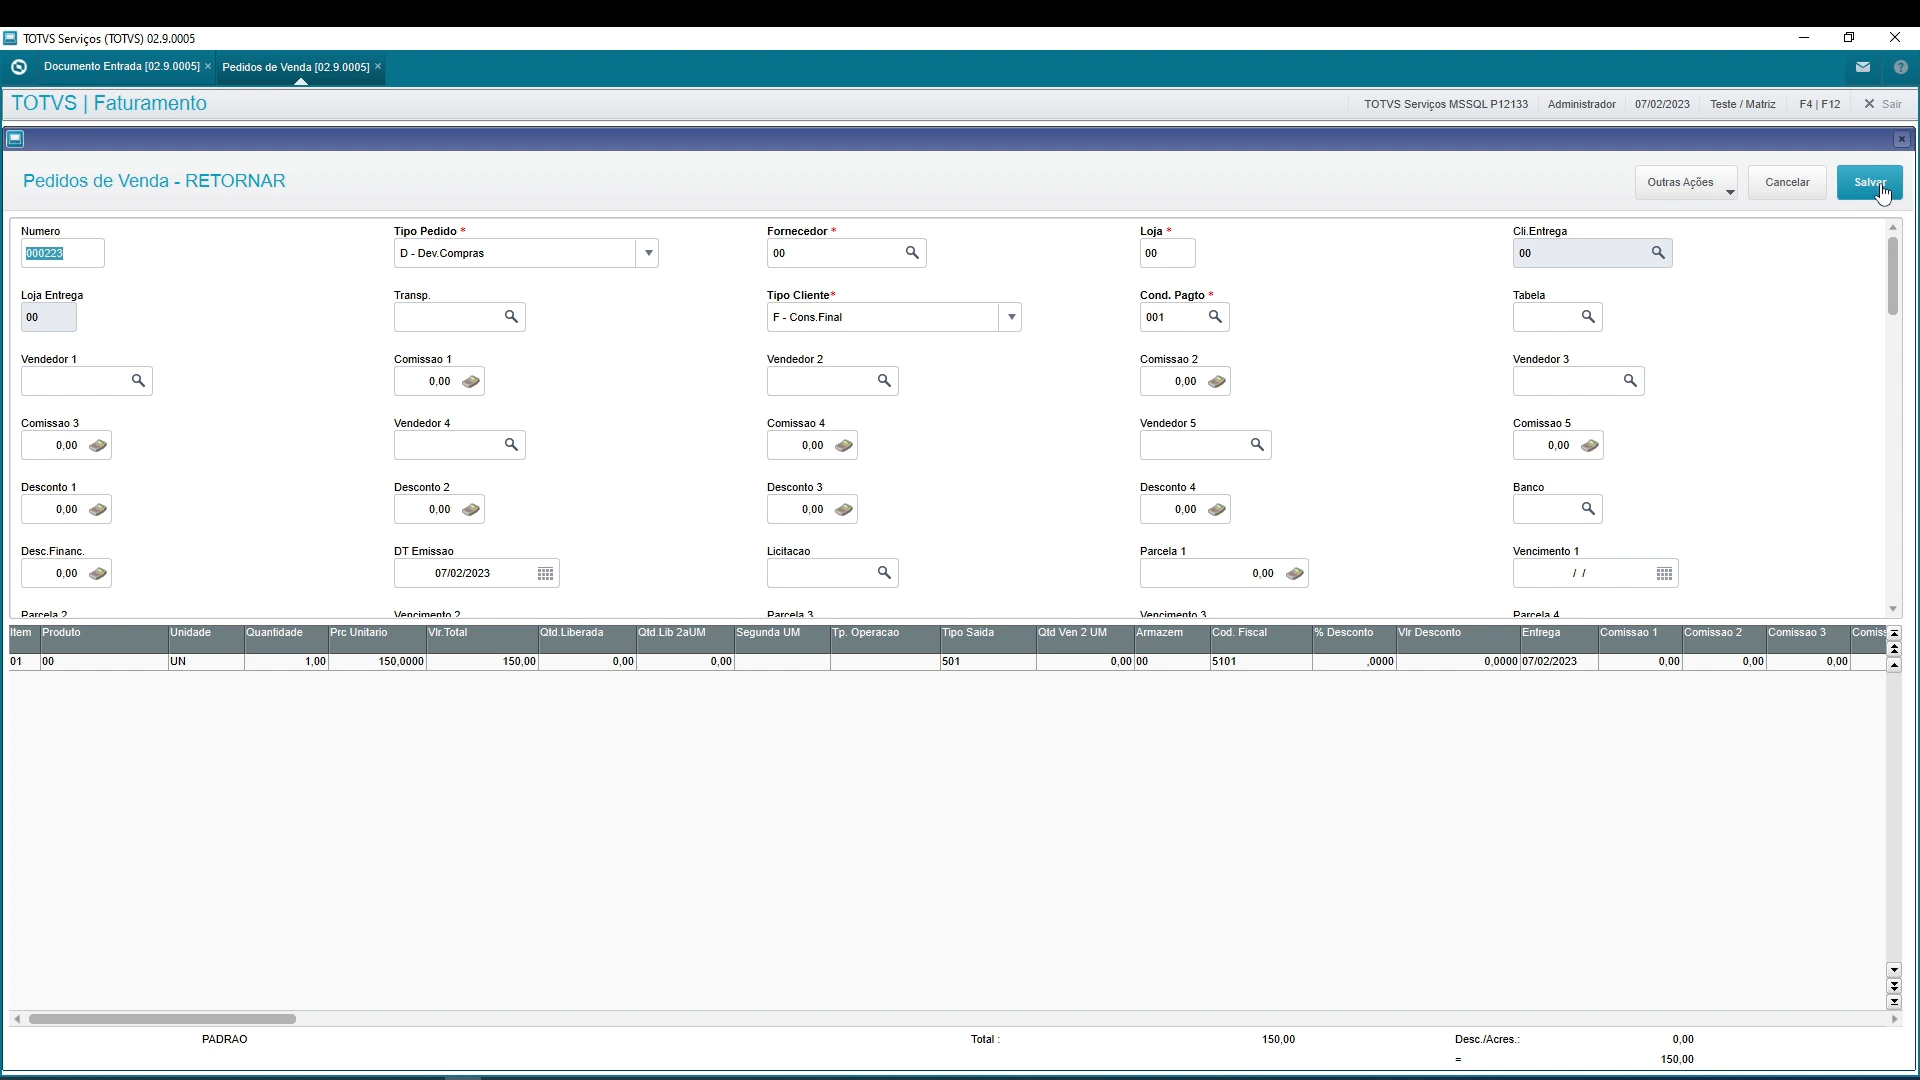 TOTVS Serviços (TOTVS) 02.9.0005
Documento Entrada [02.9.0005] × Pedidos de Venda [02.9.0005] ×
TOTVS | Faturamento TOTVS Serviços MSSQL P12133 Administrador 07/02/2023 Teste / Matriz F4 | F12 Sair
Pedidos de Venda - RETORNAR Outras Ações Cancelar Salvar
Numero Tipo Pedido * Fornecedor * Loja * Cli.Entrega
000223 D - Dev.Compras 00 00 00
Loja Entrega Transp. Tipo Cliente* Cond. Pagto * Tabela
00 F - Cons.Final 001
Vendedor 1 Comissao 1 Vendedor 2 Comissao 2 Vendedor 3
0,00 0,00
Comissao 3 Vendedor 4 Comissao 4 Vendedor 5 Comissao 5
0,00 0,00 0,00
Desconto 1 Desconto 2 Desconto 3 Desconto 4 Banco
0,00 0,00 0,00 0,00
Desc.Financ. DT Emissao Licitacao Parcela 1 Vencimento 1
0,00 07/02/2023 0,00 / /
Parcela 2 Vencimento 2 Parcela 3 Vencimento 3 Parcela 4
Item Produto Unidade Quantidade Prc Unitario Vlr.Total Qtd.Liberada Qtd.Lib 2aUM Segunda UM Tp. Operacao Tipo Saida Qtd Ven 2 UM Armazem Cod. Fiscal % Desconto Vlr Desconto Entrega Comissao 1 Comissao 2 Comissao 3 Comiss
01 00 UN 1,00 150,0000 150,00 0,00 0,00 501 0,00 00 5101 ,0000 0,0000 07/02/2023 0,00 0,00 0,00
PADRAO Total : 150,00 Desc./Acres.: 0,00
= 150,00